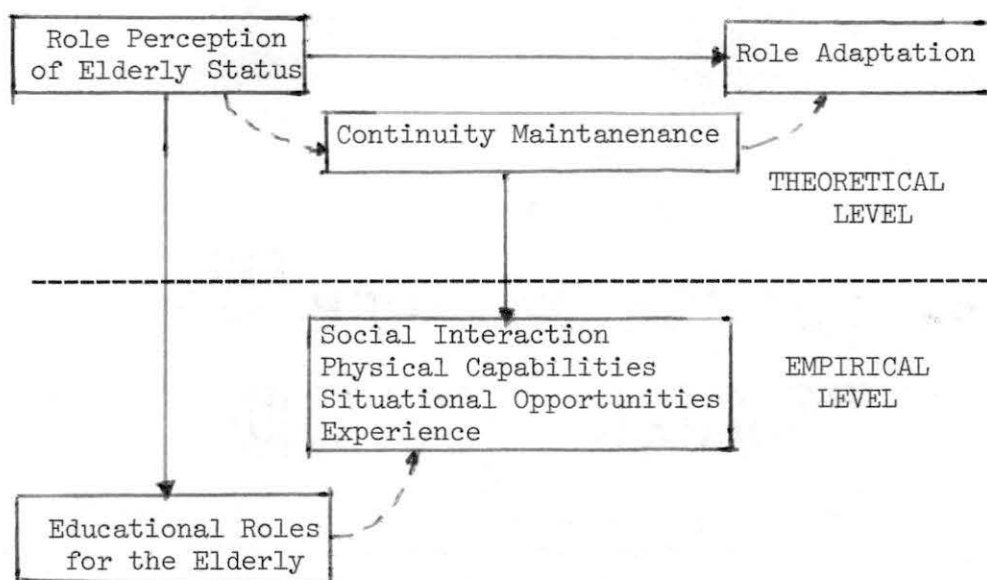 Role Perception
of Elderly Status
Role Adaptation
Continuity Maintanenance
THEORETICAL
LEVEL
Social Interaction
Physical Capabilities
Situational Opportunities
Experience
EMPIRICAL
LEVEL
Educational Roles
for the Elderly